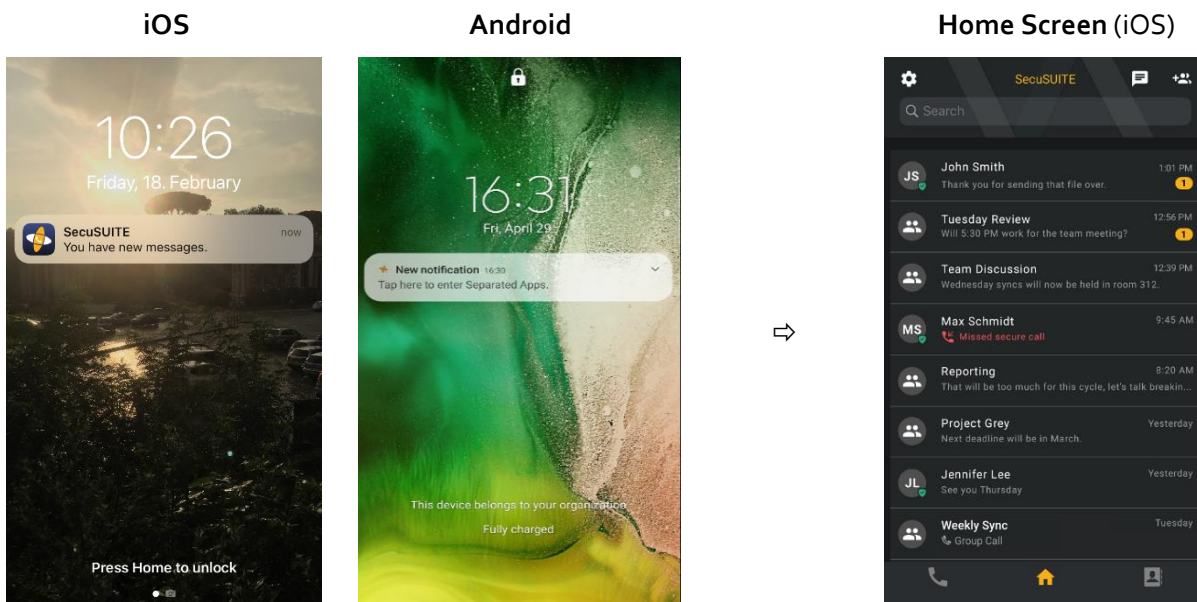 iOS
Android
Home Screen (iOS)
10:26
Friday, 18. February
SecuSUITE
now
You have new messages.
Press Home to unlock
16:31
Fri, April 29
New notification 16:30
Tap here to enter Separated Apps.
This device belongs to your organization
Fully charged
⇨
SecuSUITE
Search
JS
John Smith
1:01 PM
Thank you for sending that file over.
1
Tuesday Review
12:56 PM
Will 5:30 PM work for the team meeting?
1
Team Discussion
12:39 PM
Wednesday syncs will now be held in room 312.
MS
Max Schmidt
9:45 AM
Missed secure call
Reporting
8:20 AM
That will be too much for this cycle, let's talk breakin...
Project Grey
Yesterday
Next deadline will be in March.
JL
Jennifer Lee
Yesterday
See you Thursday
Weekly Sync
Tuesday
Group Call